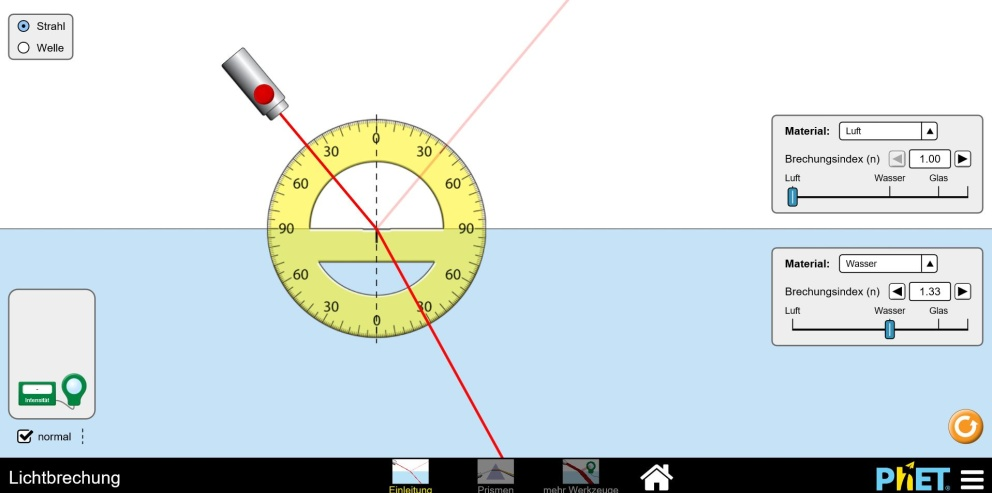 Strahl
Welle
0
30 30
60 60
90 90
60 60
30 30
0
Material: Luft
Brechungsindex (n) 1.00
Luft Wasser Glas
Material: Wasser
Brechungsindex (n) 1.33
Luft Wasser Glas
-
Intensität
normal
Lichtbrechung
Einleitung
Prismen
mehr Werkzeuge
PhET